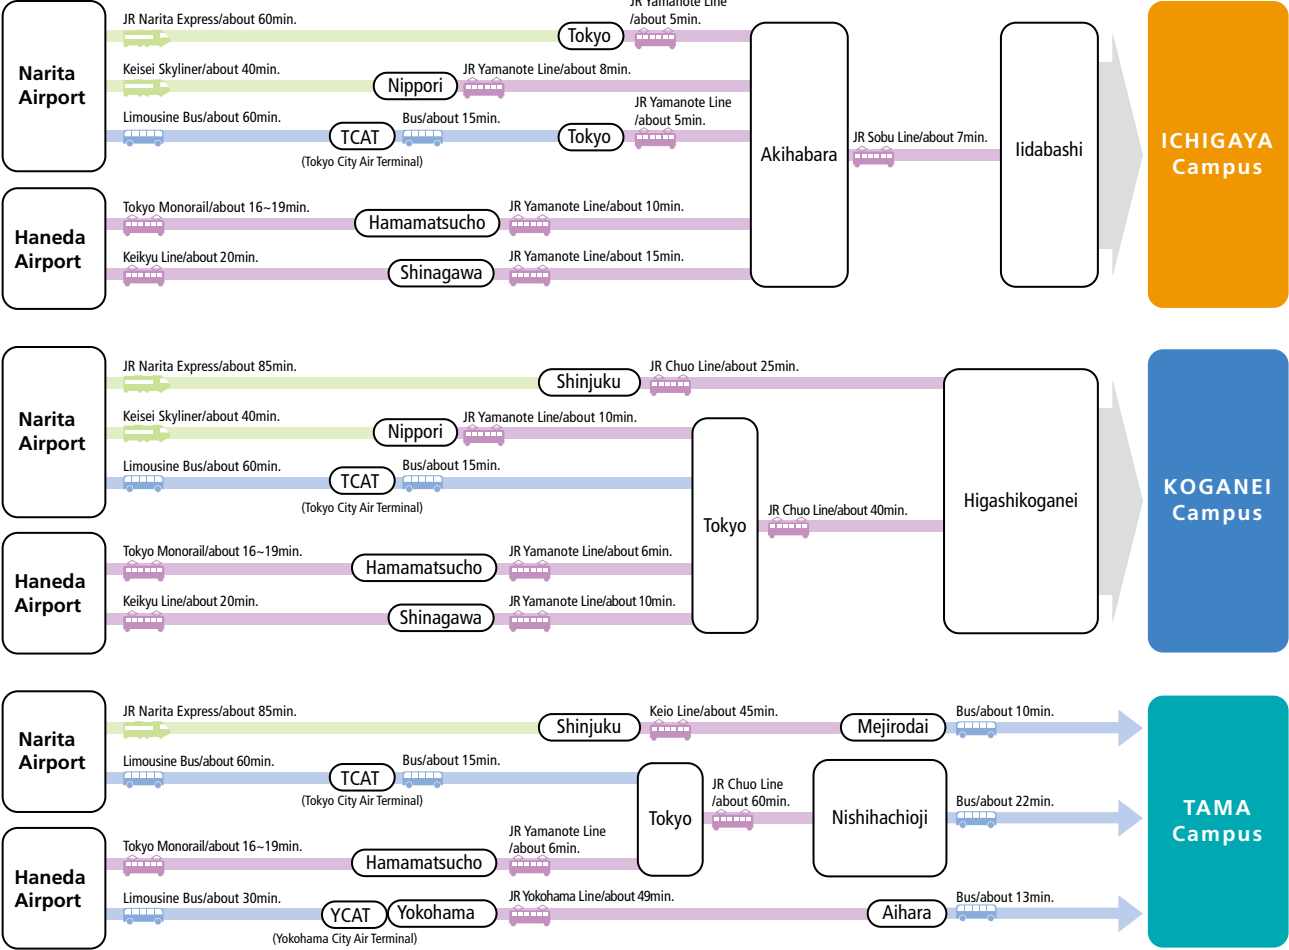 JR Yamanote Line
/about 5min.
JR Narita Express/about 60min.
Tokyo
Narita
Airport
Keisei Skyliner/about 40min.
Nippori
JR Yamanote Line/about 8min.
Limousine Bus/about 60min.
TCAT
(Tokyo City Air Terminal)
Bus/about 15min.
Tokyo
JR Yamanote Line
/about 5min.
Akihabara
JR Sobu Line/about 7min.
Iidabashi
ICHIGAYA
Campus
Haneda
Airport
Tokyo Monorail/about 16~19min.
Hamamatsucho
JR Yamanote Line/about 10min.
Keikyu Line/about 20min.
Shinagawa
JR Yamanote Line/about 15min.
Narita
Airport
JR Narita Express/about 85min.
Shinjuku
JR Chuo Line/about 25min.
Keisei Skyliner/about 40min.
Nippori
JR Yamanote Line/about 10min.
Limousine Bus/about 60min.
TCAT
(Tokyo City Air Terminal)
Bus/about 15min.
Tokyo
JR Chuo Line/about 40min.
Higashikoganei
KOGANEI
Campus
Haneda
Airport
Tokyo Monorail/about 16~19min.
Hamamatsucho
JR Yamanote Line/about 6min.
Keikyu Line/about 20min.
Shinagawa
JR Yamanote Line/about 10min.
Narita
Airport
JR Narita Express/about 85min.
Shinjuku
Keio Line/about 45min.
Mejirodai
Bus/about 10min.
Limousine Bus/about 60min.
TCAT
(Tokyo City Air Terminal)
Bus/about 15min.
Tokyo
JR Chuo Line
/about 60min.
Nishihachioji
Bus/about 22min.
TAMA
Campus
Haneda
Airport
Tokyo Monorail/about 16~19min.
Hamamatsucho
JR Yamanote Line
/about 6min.
Limousine Bus/about 30min.
YCAT
(Yokohama City Air Terminal)
Yokohama
JR Yokohama Line/about 49min.
Aihara
Bus/about 13min.